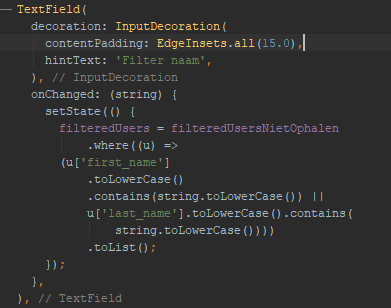 TextField(
decoration: InputDecoration(
contentPadding: EdgeInsets.all(15.0),
hintText: 'Filter naam',
), // InputDecoration
onChanged: (string) {
setState(() {
filteredUsers = filteredUsersNietOphalen
.where((u) =>
(u['first_name']
.toLowerCase()
.contains(string.toLowerCase()) ||
u['last_name'].toLowerCase().contains(
string.toLowerCase())))
.toList();
});
},
), // TextField